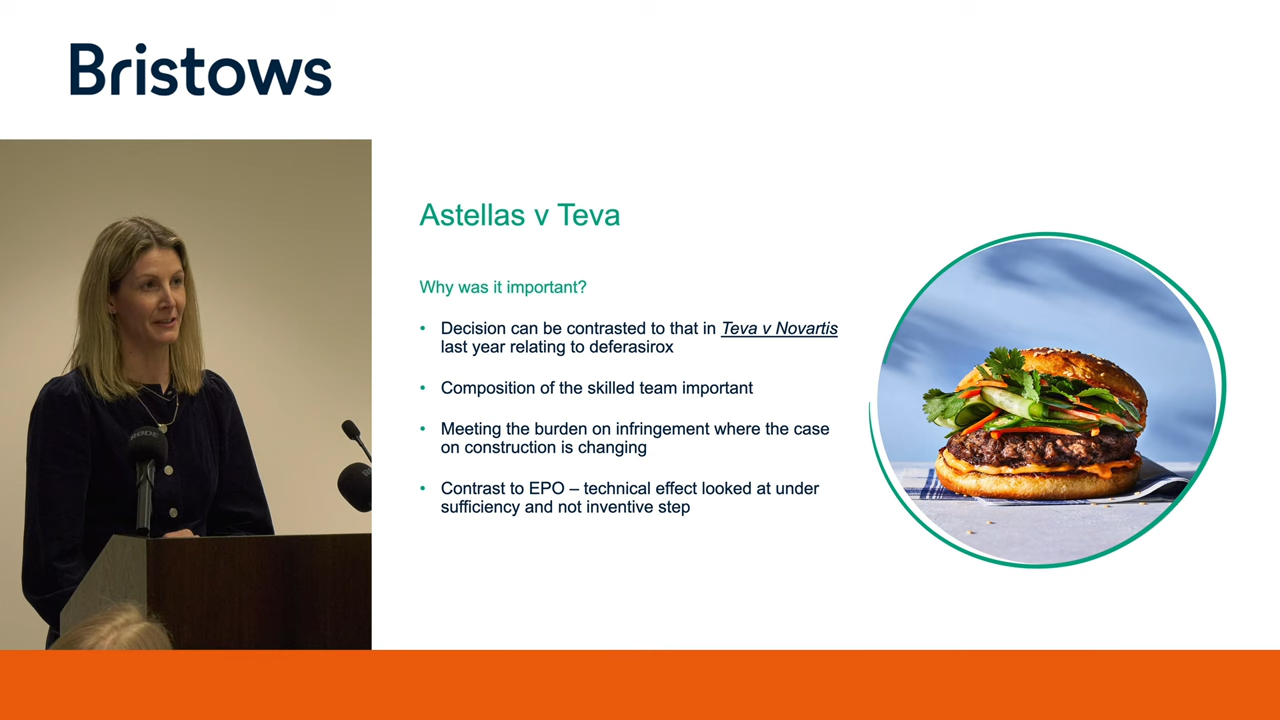 Bristows
Astellas v Teva
Why was it important?
• Decision can be contrasted to that in Teva v Novartis
last year relating to deferasirox
• Composition of the skilled team important
• Meeting the burden on infringement where the case
on construction is changing
• Contrast to EPO – technical effect looked at under
sufficiency and not inventive step
RODE